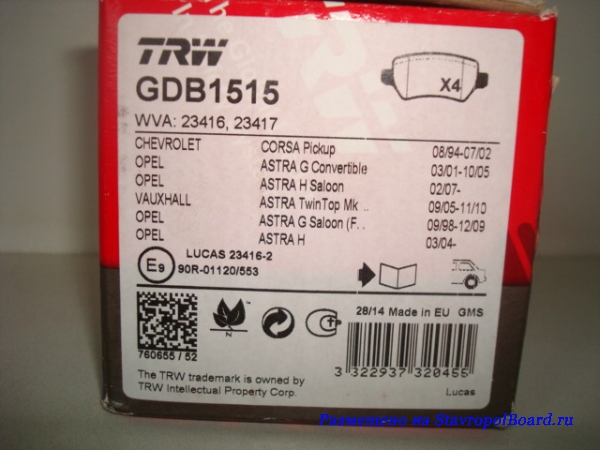 TRW
GDB1515
X4
WVA: 23416, 23417
CHEVROLET CORSA Pickup 08/94-07/02
OPEL ASTRA G Convertible 03/01-10/05
OPEL ASTRA H Saloon 02/07-
VAUXHALL ASTRA TwinTop Mk .. 09/05-11/10
OPEL ASTRA G Saloon (F. . 09/98-12/09
OPEL ASTRA H 03/04-
LUCAS 23416-2
E9 90R-01120/553
N
28/14 Made in EU GMS
760655 / 52
3 322937 320455
The TRW trademark is owned by
TRW Intellectual Property Corp.
Lucas
Размещено на StavropolBoard.ru